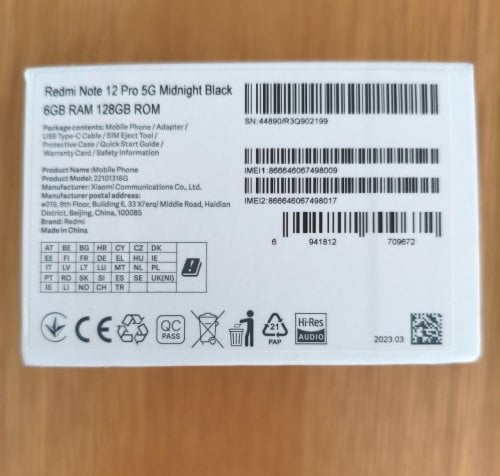 Redmi Note 12 Pro 5G Midnight Black
6GB RAM 128GB ROM
Package contents: Mobile Phone / Adapter /
USB Type-C Cable / SIM Eject Tool /
Protective Case / Quick Start Guide /
Warranty Card / Safety Information
Product Name:Mobile Phone
Product Model: 22101316G
Manufacturer: Xiaomi Communications Co., Ltd.
Manufacturer postal address:
#019, 9th Floor, Building 6, 33 Xi'erqi Middle Road, Haidian
District, Beijing, China, 100085
Brand: Redmi
Made in China
SN:44890/R3Q902199
IMEI1:866646067498009
IMEI2:866646067498017
6 941812 709672
AT BE BG HR CY CZ DK
EE FI FR DE EL HU IE
IT LV LT LU MT NL PL
PT RO SK SI ES SE UK(NI)
IS LI NO CH TR
CE
QC
PASS
21
PAP
Hi-Res
AUDIO
2023.03